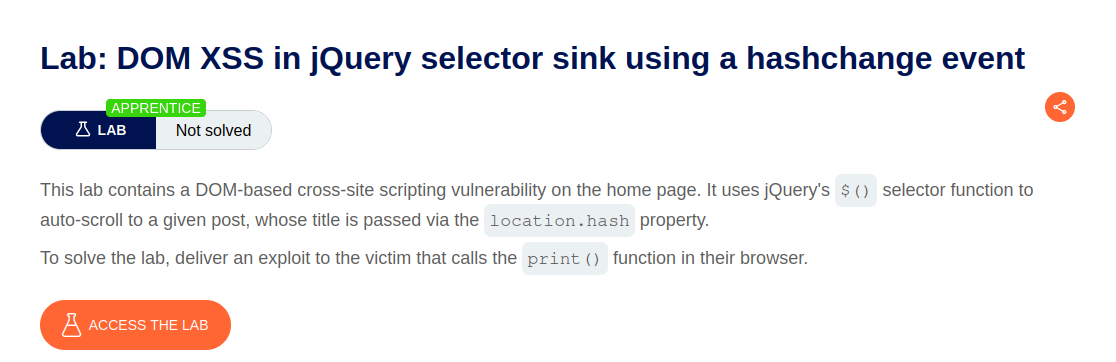 Lab: DOM XSS in jQuery selector sink using a hashchange event
APPRENTICE
LAB Not solved
This lab contains a DOM-based cross-site scripting vulnerability on the home page. It uses jQuery's $() selector function to
auto-scroll to a given post, whose title is passed via the location.hash property.
To solve the lab, deliver an exploit to the victim that calls the print() function in their browser.
ACCESS THE LAB